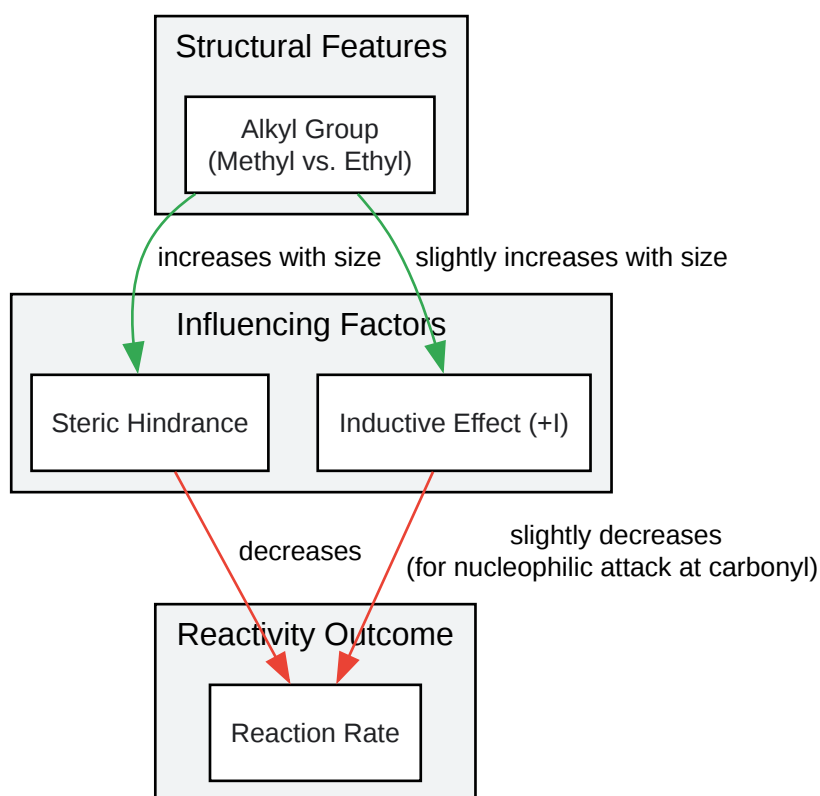 Structural Features
Alkyl Group
(Methyl vs. Ethyl)
increases with size
slightly increases with size
Influencing Factors
Steric Hindrance
Inductive Effect (+I)
decreases
slightly decreases
(for nucleophilic attack at carbonyl)
Reactivity Outcome
Reaction Rate